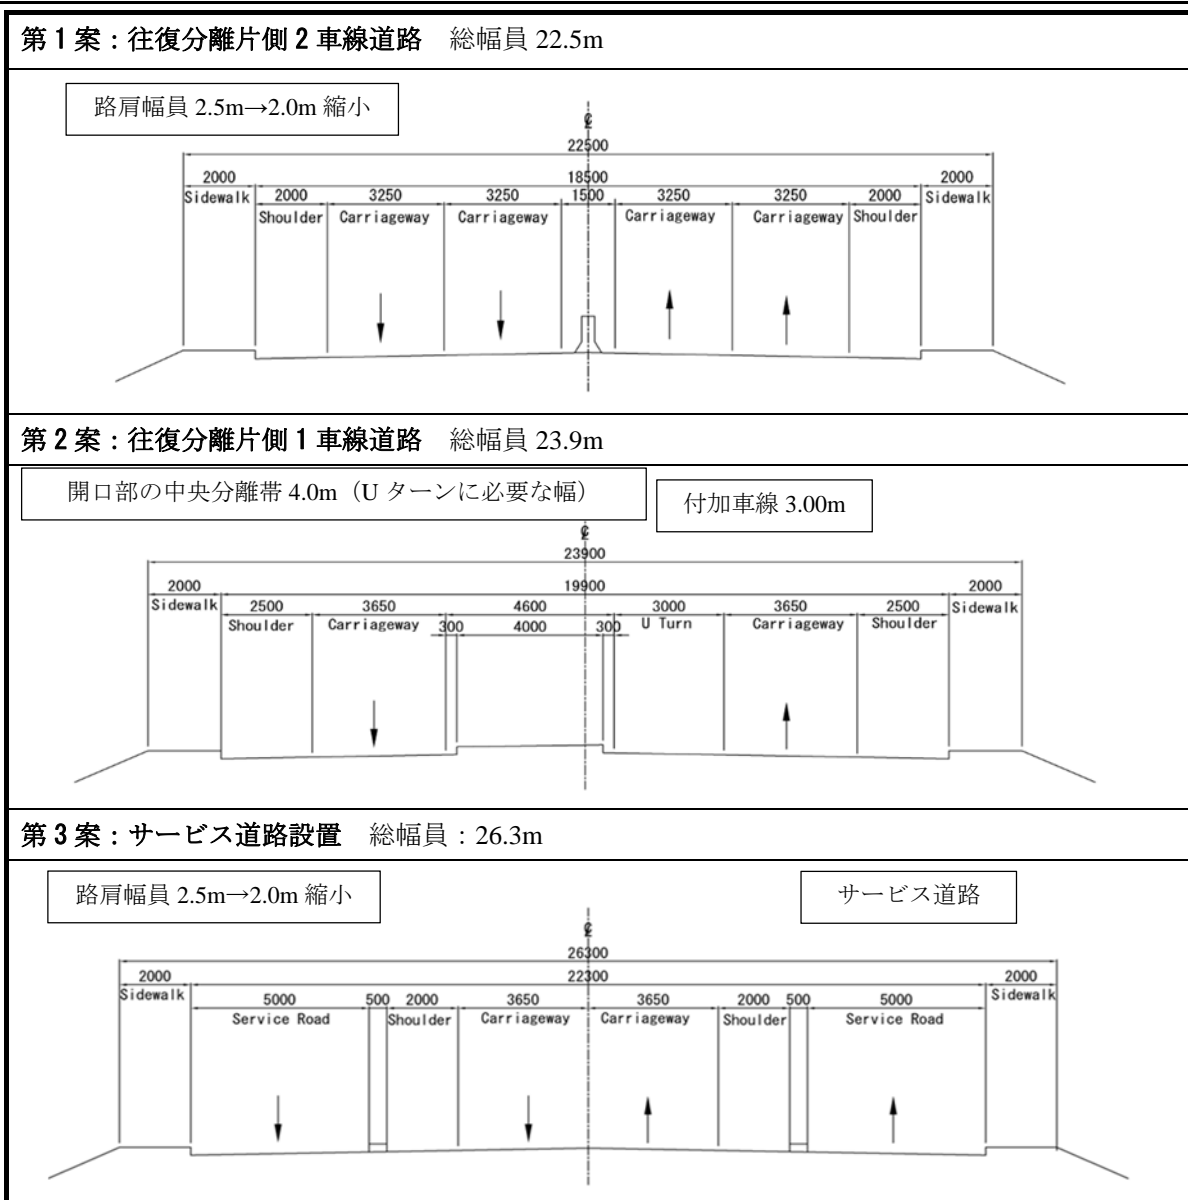 第1案：往復分離片側2車線道路　総幅員 22.5m
路肩幅員 2.5m→2.0m 縮小
℄
22500
2000 18500 2000
Sidewalk 2000 3250 3250 1500 3250 3250 2000 Sidewalk
Shoulder Carriageway Carriageway Carriageway Carriageway Shoulder
第2案：往復分離片側1車線道路　総幅員 23.9m
開口部の中央分離帯 4.0m（U ターンに必要な幅）
付加車線 3.00m
℄
23900
2000 19900 2000
Sidewalk 2500 3650 4600 3000 3650 2500 Sidewalk
Shoulder Carriageway 300 4000 300 U Turn Carriageway Shoulder
第3案：サービス道路設置　総幅員：26.3m
路肩幅員 2.5m→2.0m 縮小
サービス道路
℄
26300
2000 22300 2000
Sidewalk 5000 500 2000 3650 3650 2000 500 5000 Sidewalk
Service Road Shoulder Carriageway Carriageway Shoulder Service Road